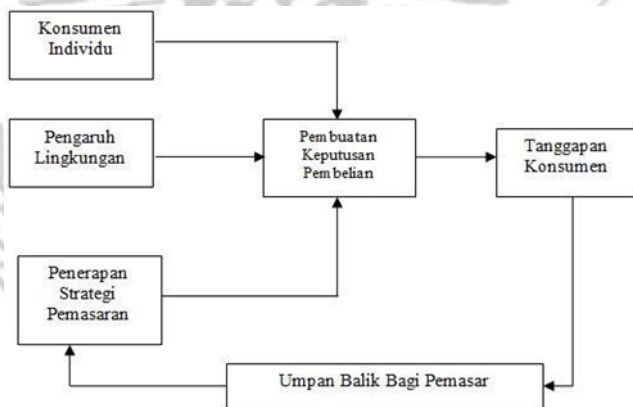 Konsumen
Individu
Pengaruh
Lingkungan
Pembuatan
Keputusan
Pembelian
Tanggapan
Konsumen
Penerapan
Strategi
Pemasaran
Umpan Balik Bagi Pemasar